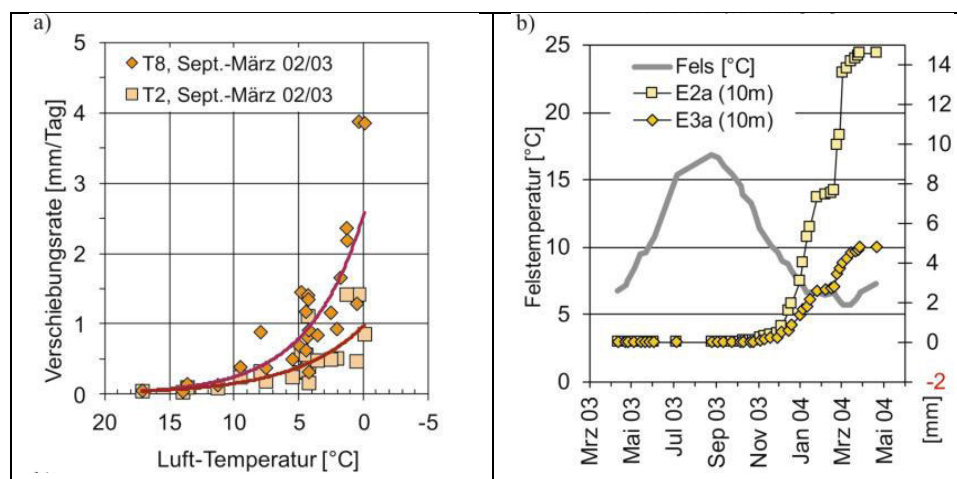 a)
T8, Sept.-März 02/03
T2, Sept.-März 02/03
Verschiebungsrate [mm/Tag]
5
4
3
2
1
0
20
15
10
5
0
-5
Luft-Temperatur [°C]
b)
Fels [°C]
E2a (10m)
E3a (10m)
Felstemperatur [°C]
25
20
15
10
5
0
14
12
10
8
6
4
2
0
-2
[mm]
Mrz 03
Mai 03
Jul 03
Sep 03
Nov 03
Jan 04
Mrz 04
Mai 04